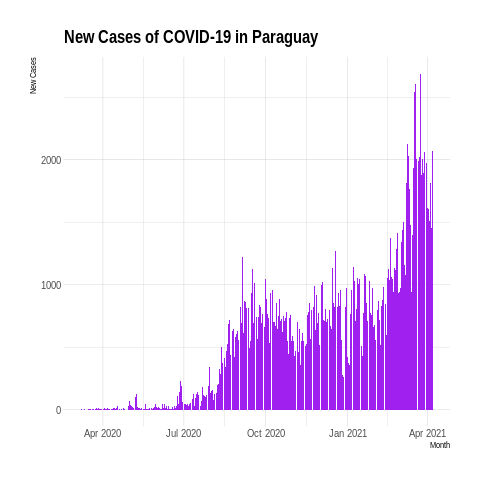 New Cases of COVID-19 in Paraguay
New Cases
2000
1000
0
Apr 2020 Jul 2020 Oct 2020 Jan 2021 Apr 2021
Month